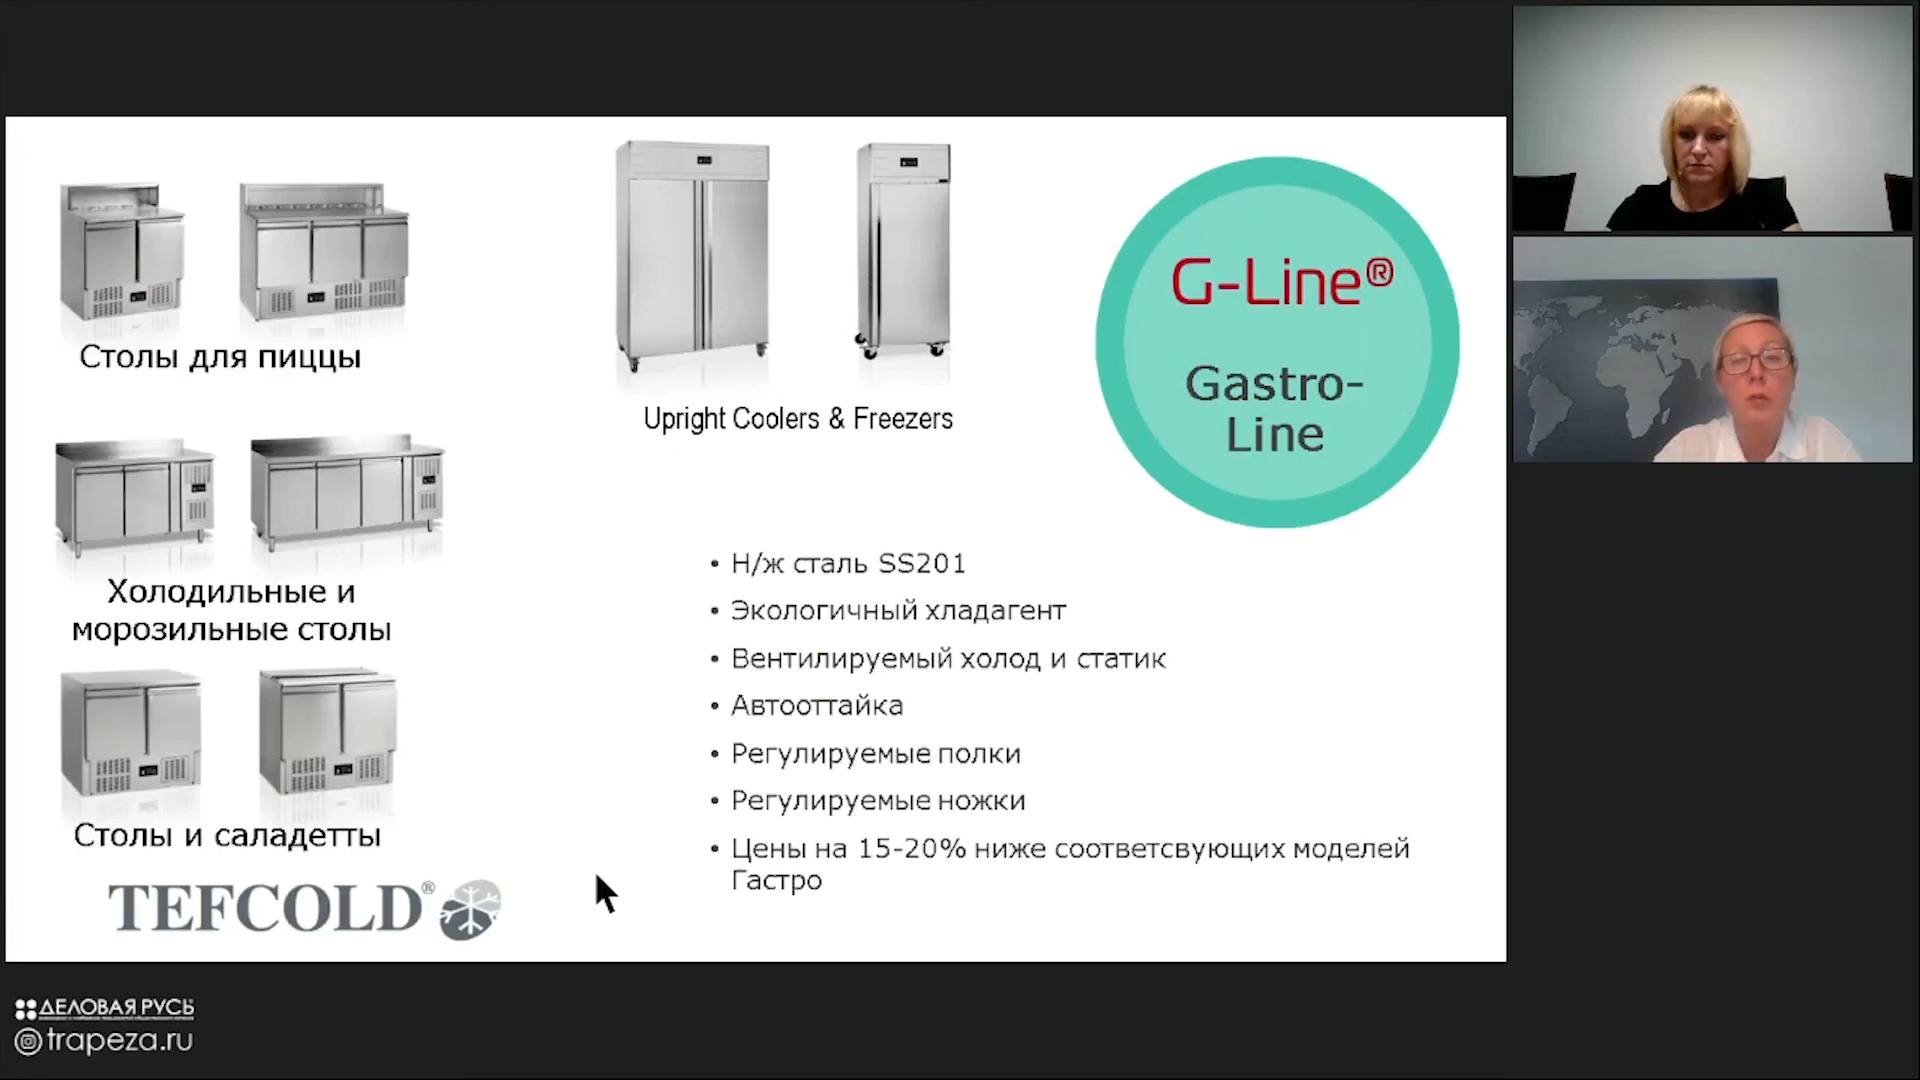 Столы для пиццы
Upright Coolers & Freezers
G-Line®
Gastro-
Line
Холодильные и
морозильные столы
Столы и саладетты
• Н/ж сталь SS201
• Экологичный хладагент
• Вентилируемый холод и статик
• Автооттайка
• Регулируемые полки
• Регулируемые ножки
• Цены на 15-20% ниже соответсвующих моделей
Гастро
TEFCOLD®
ДЕЛОВАЯ РУСЬ
trapeza.ru